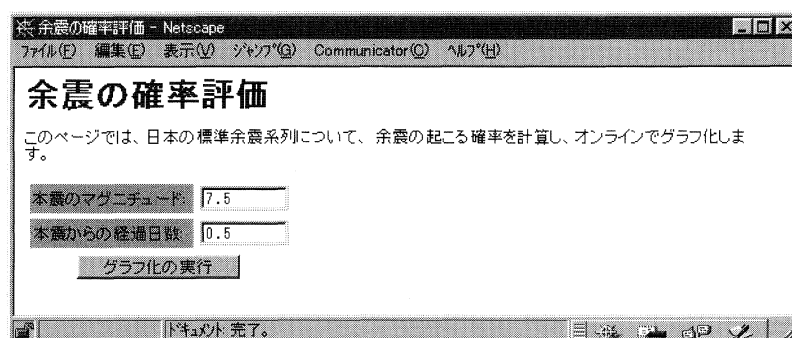 余震の確率評価 - Netscape
ファイル(F) 編集(E) 表示(V) ジャンプ(G) Communicator(C) ヘルプ(H)
余震の確率評価
このページでは、日本の標準余震系列について、余震の起こる確率を計算し、オンラインでグラフ化しま
す。
本震のマグニチュード: 7.5
本震からの経過日数: 0.5
グラフ化の実行
ドキュメント:完了。